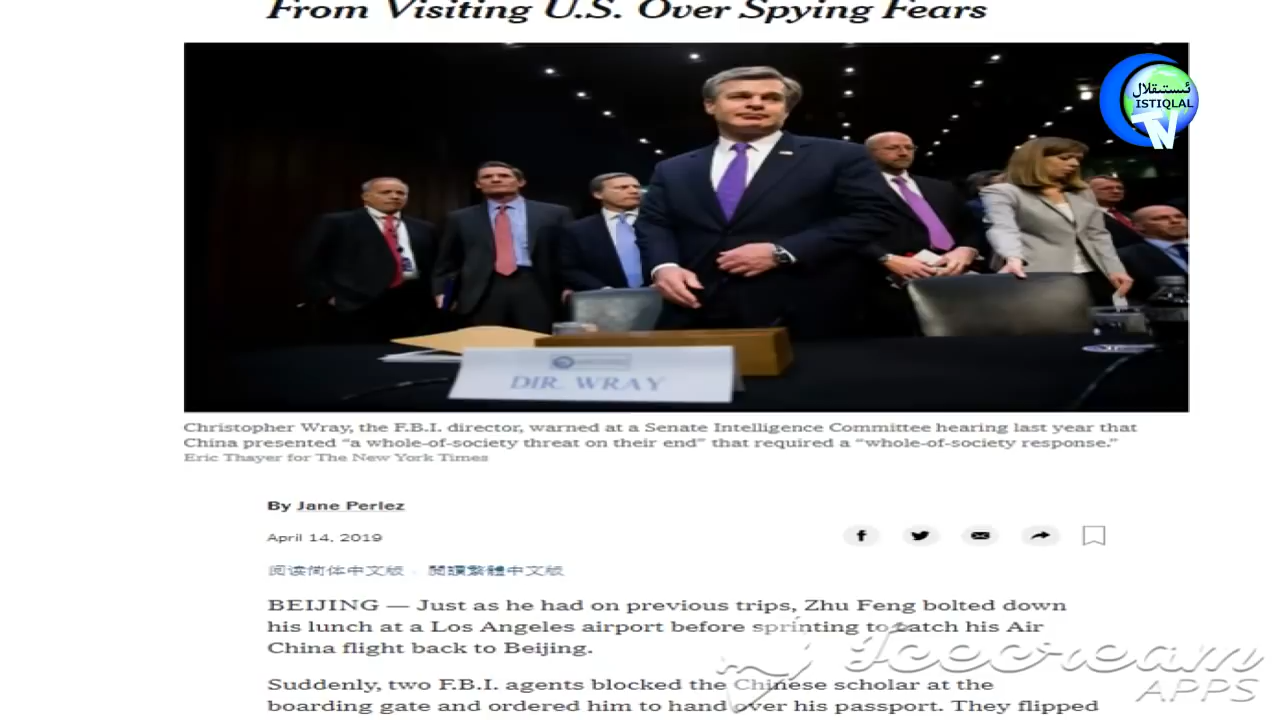 From Visiting U.S. Over Spying Fears
ئىستىقلال
ISTIQLAL
TV
DIR. WRAY
Christopher Wray, the F.B.I. director, warned at a Senate Intelligence Committee hearing last year that
China presented “a whole-of-society threat on their end” that required a “whole-of-society response.”
Eric Thayer for The New York Times
By Jane Perlez
April 14, 2019
阅读简体中文版 · 閱讀繁體中文版
BEIJING — Just as he had on previous trips, Zhu Feng bolted down
his lunch at a Los Angeles airport before sprinting to catch his Air
China flight back to Beijing.
Suddenly, two F.B.I. agents blocked the Chinese scholar at the
boarding gate and ordered him to hand over his passport. They flipped
Icecream
APPS